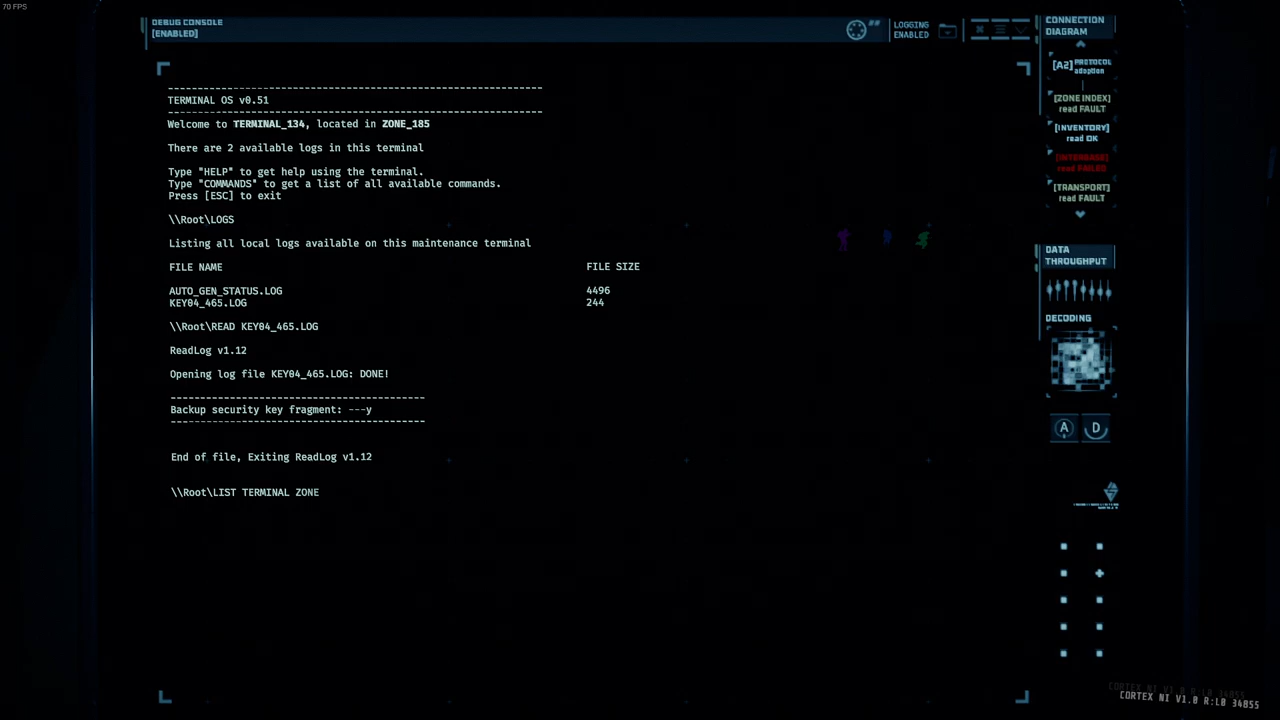 70 FPS
DEBUG CONSOLE
[ENABLED]
LOGGING
ENABLED
CONNECTION
DIAGRAM
[A2] PROTOCOL
adaption
[ZONE INDEX]
read FAULT
[INVENTORY]
read OK
[INTERBASE]
read FAILED
[TRANSPORT]
read FAULT
DATA
THROUGHPUT
DECODING
A D
---------------------------------------------------------------
TERMINAL OS v0.51
---------------------------------------------------------------
Welcome to TERMINAL_134, located in ZONE_185
There are 2 available logs in this terminal
Type "HELP" to get help using the terminal.
Type "COMMANDS" to get a list of all available commands.
Press [ESC] to exit
\\Root\LOGS
Listing all local logs available on this maintenance terminal
FILE NAME FILE SIZE
AUTO_GEN_STATUS.LOG 4496
KEY04_465.LOG 244
\\Root\READ KEY04_465.LOG
ReadLog v1.12
Opening log file KEY04_465.LOG: DONE!
-------------------------------------------
Backup security key fragment: ---y
-------------------------------------------
End of file, Exiting ReadLog v1.12
\\Root\LIST TERMINAL ZONE
CORTEX NI V1.0 R:L0 34855